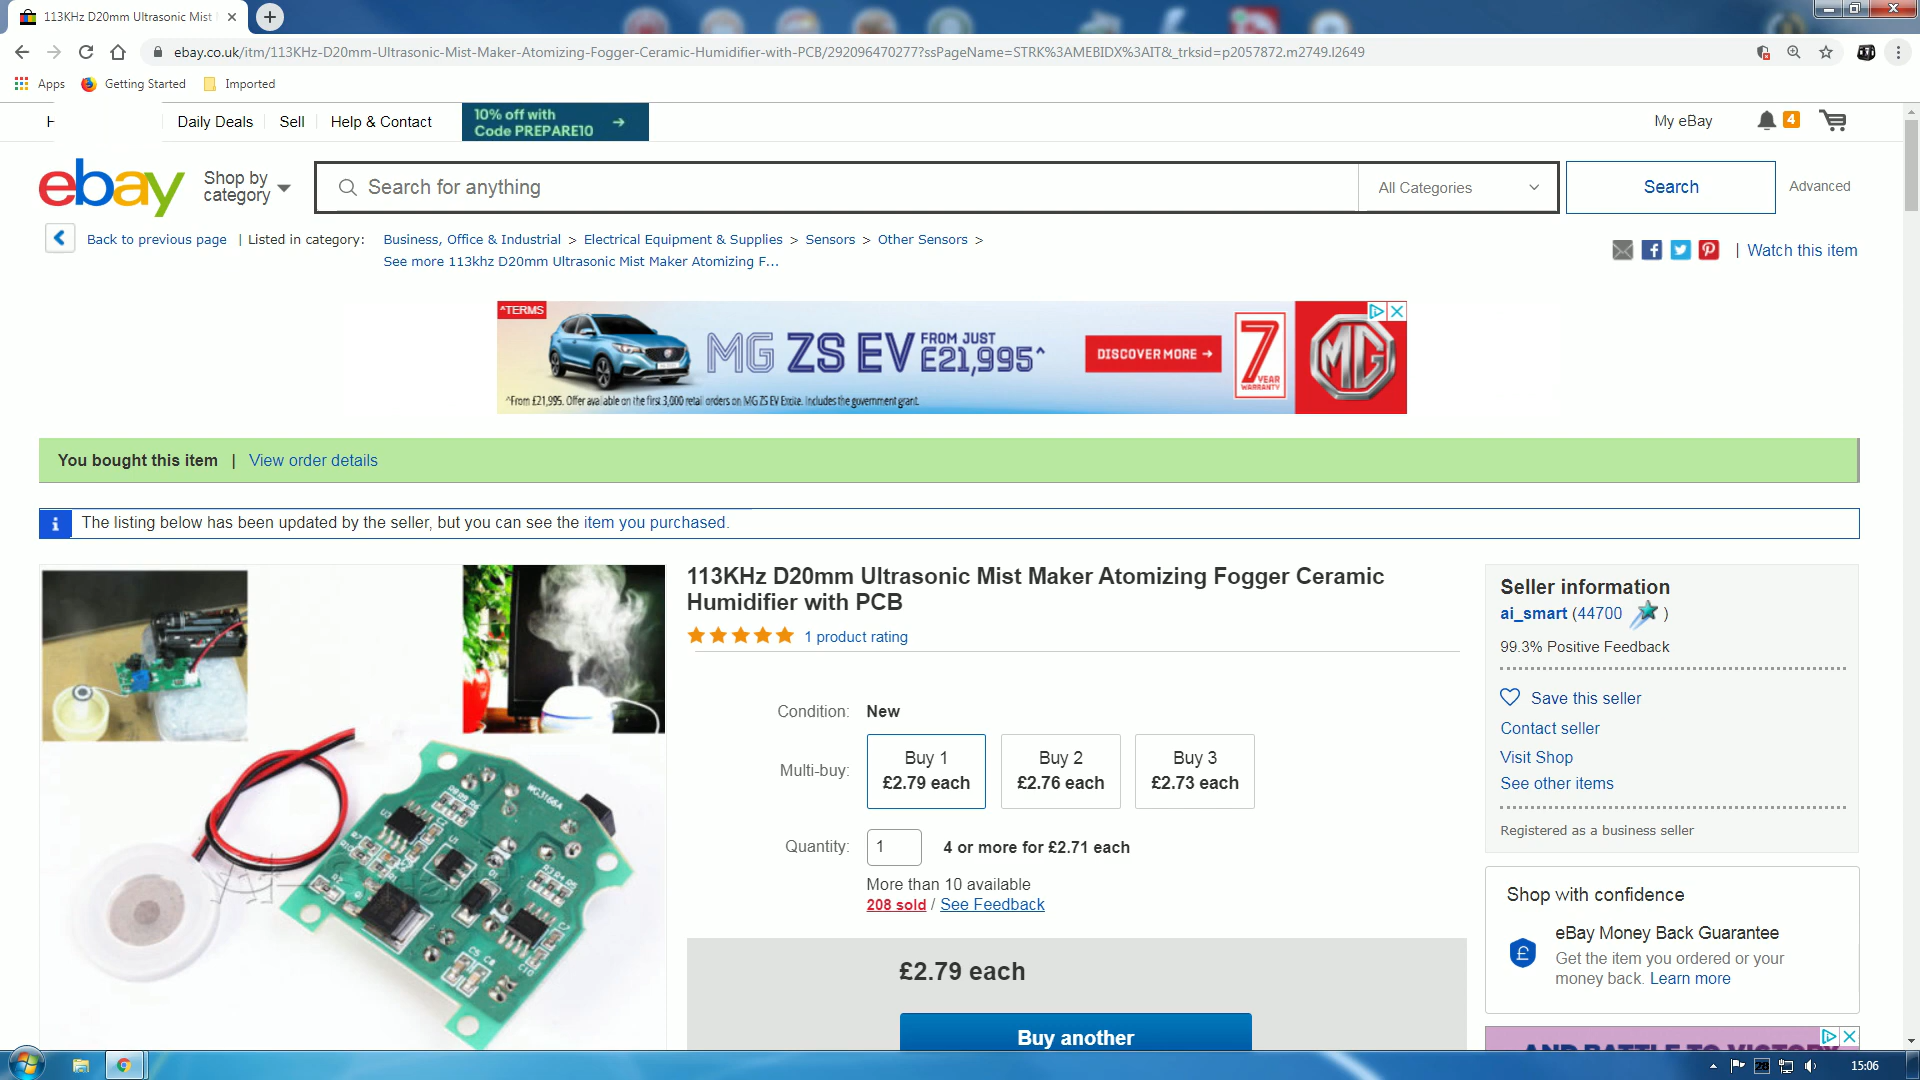 113KHz D20mm Ultrasonic Mist
ebay.co.uk/itm/113KHz-D20mm-Ultrasonic-Mist-Maker-Atomizing-Fogger-Ceramic-Humidifier-with-PCB/292096470277?ssPageName=STRK%3AMEBIDX%3AIT&_trksid=p2057872.m2749.l2649
Apps Getting Started Imported
Daily Deals Sell Help & Contact
10% off with
Code PREPARE10
My eBay 4
ebay
Shop by
category
Search for anything All Categories Search Advanced
Back to previous page | Listed in category: Business, Office & Industrial > Electrical Equipment & Supplies > Sensors > Other Sensors >
See more 113khz D20mm Ultrasonic Mist Maker Atomizing F...
| Watch this item
^TERMS
MG ZS EV FROM JUST £21,995^
DISCOVER MORE
7 YEAR WARRANTY
MG
^From £21,995. Offer available on the first 3,000 retail orders on MG ZS EV Excite. Includes the government grant.
You bought this item | View order details
i The listing below has been updated by the seller, but you can see the item you purchased.
113KHz D20mm Ultrasonic Mist Maker Atomizing Fogger Ceramic
Humidifier with PCB
1 product rating
Condition: New
Multi-buy:
Buy 1
£2.79 each
Buy 2
£2.76 each
Buy 3
£2.73 each
Quantity: 1 4 or more for £2.71 each
More than 10 available
208 sold / See Feedback
£2.79 each
Buy another
WG3166A
Seller information
ai_smart (44700 )
99.3% Positive Feedback
Save this seller
Contact seller
Visit Shop
See other items
Registered as a business seller
Shop with confidence
eBay Money Back Guarantee
Get the item you ordered or your
money back. Learn more
AND BATTLE TO VICTORY
28
15:06